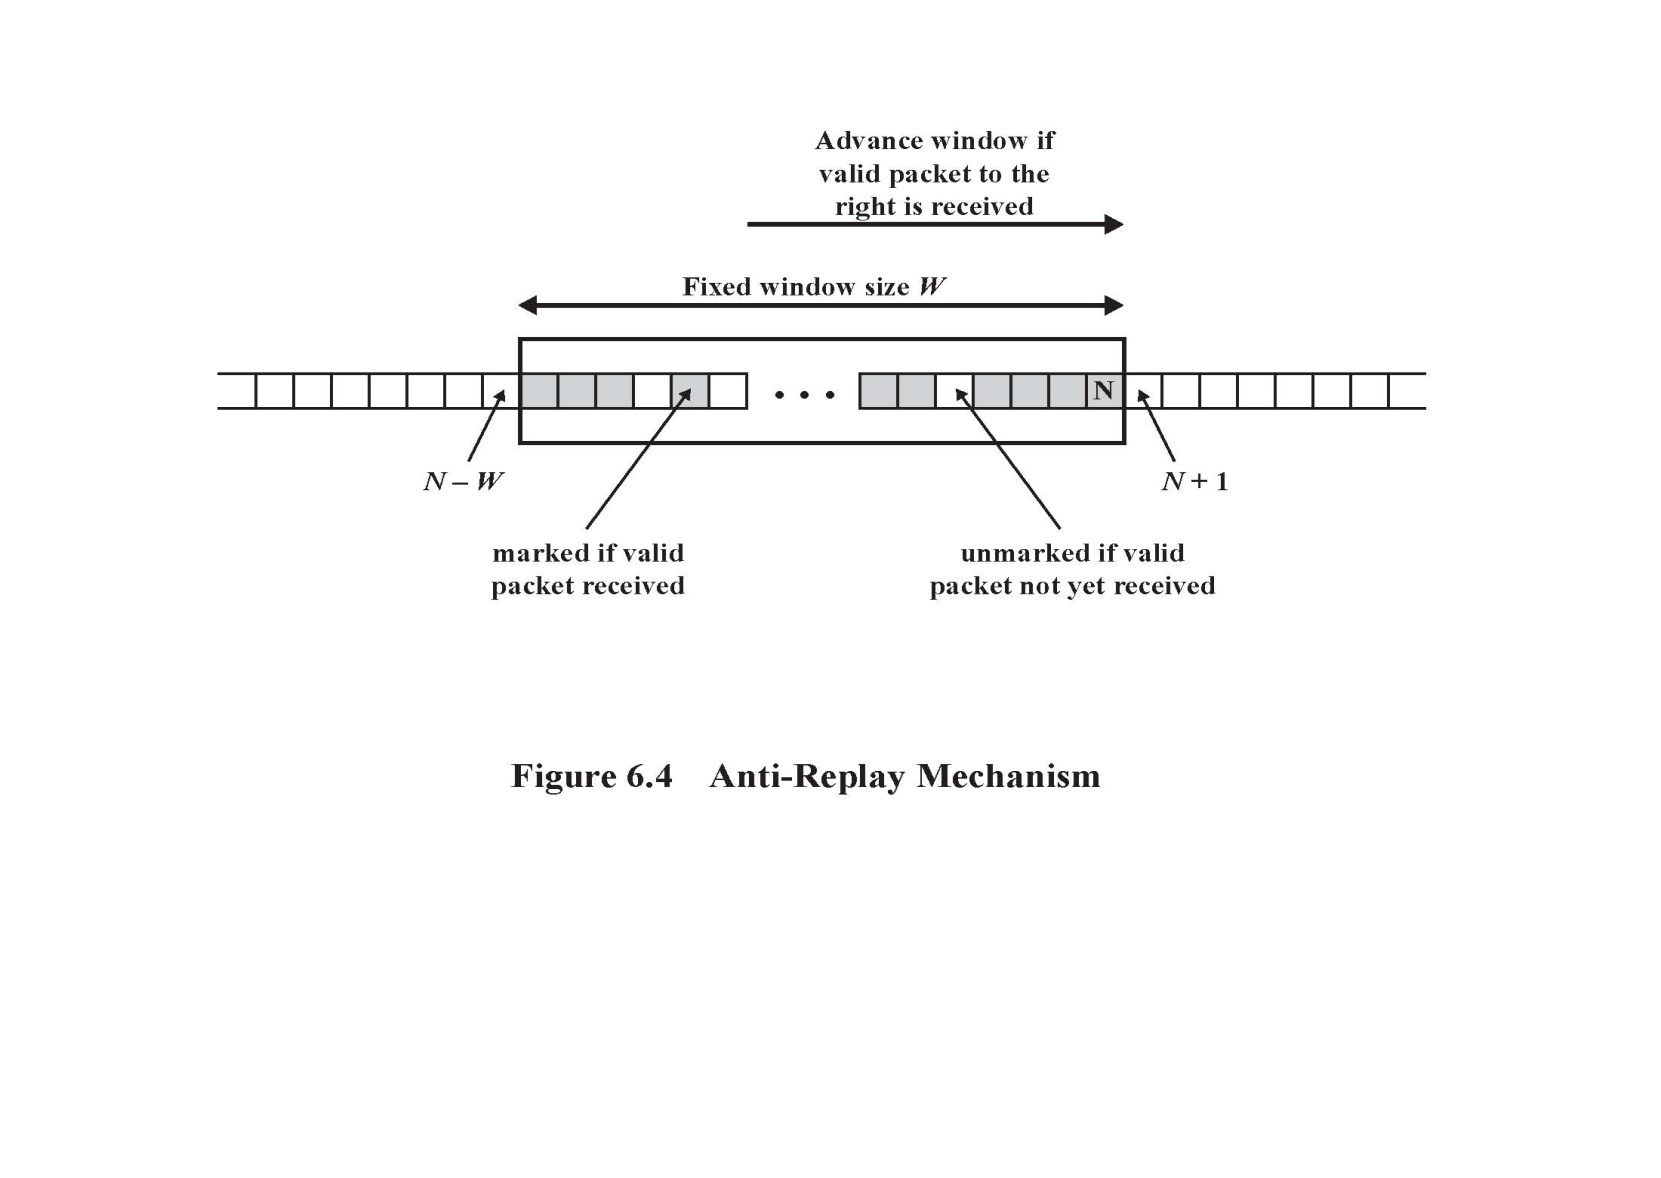 Advance window if
valid packet to the
right is received
Fixed window size W
• • •
N
N – W
N + 1
marked if valid
packet received
unmarked if valid
packet not yet received
Figure 6.4 Anti-Replay Mechanism